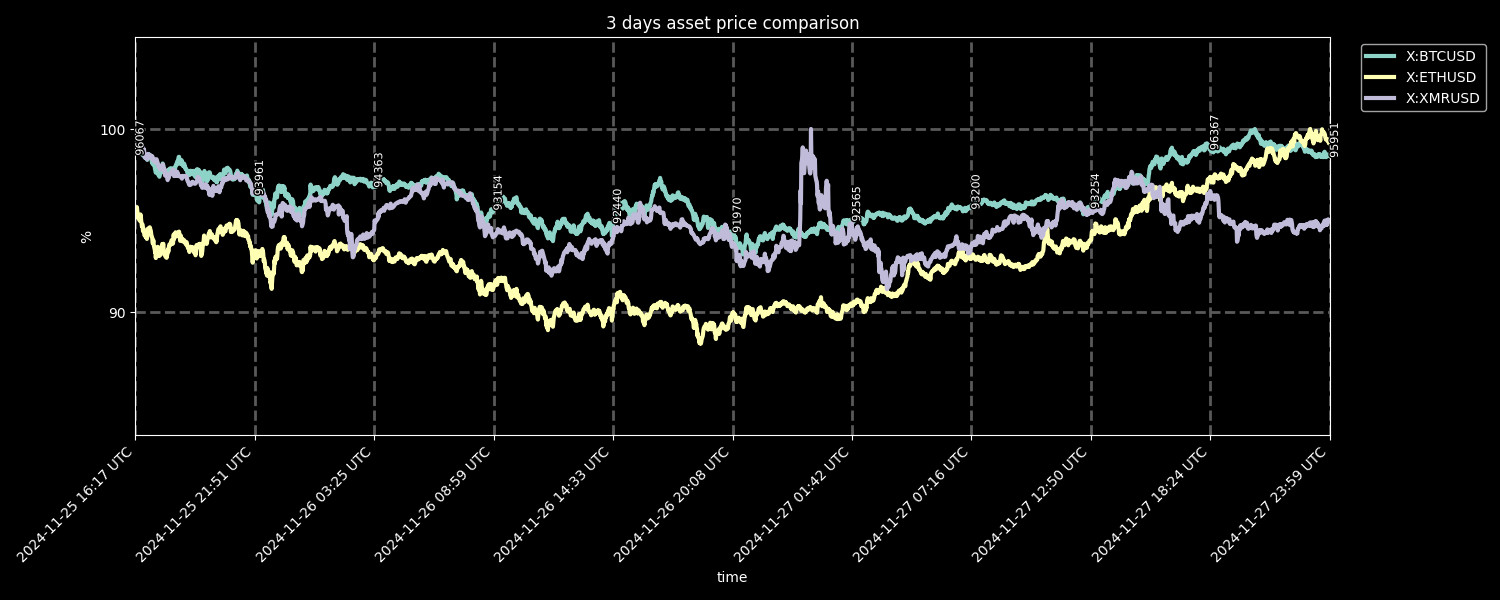 3 days asset price comparison
X:BTCUSD
X:ETHUSD
X:XMRUSD
100
90
%
96067
93961
94363
93154
92440
91970
92565
93200
93254
96367
95951
2024-11-25 16:17 UTC
2024-11-25 21:51 UTC
2024-11-26 03:25 UTC
2024-11-26 08:59 UTC
2024-11-26 14:33 UTC
2024-11-26 20:08 UTC
2024-11-27 01:42 UTC
2024-11-27 07:16 UTC
2024-11-27 12:50 UTC
2024-11-27 18:24 UTC
2024-11-27 23:59 UTC
time